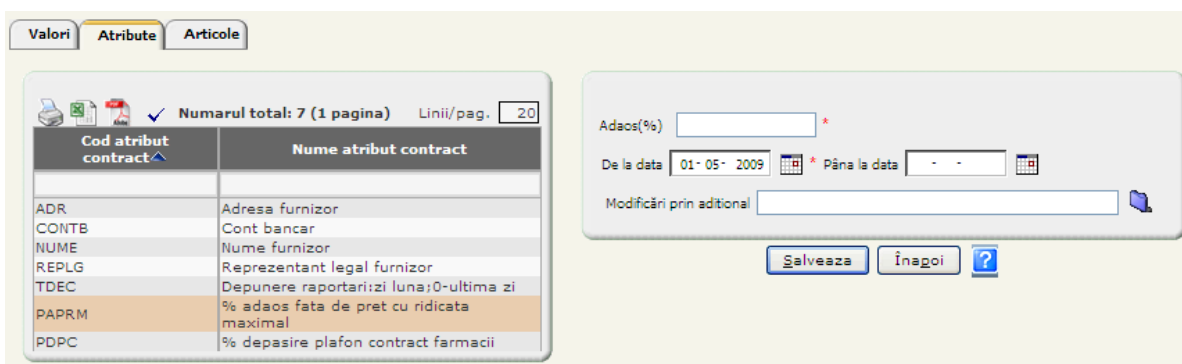 Valori Atribute Articole
Numarul total: 7 (1 pagina) Linii/pag. 20
Cod atribut contract Nume atribut contract
ADR Adresa furnizor
CONTB Cont bancar
NUME Nume furnizor
REPLG Reprezentant legal furnizor
TDEC Depunere raportari:zi luna;0-ultima zi
PAPRM % adaos fata de pret cu ridicata maximal
PDPC % depasire plafon contract farmacii
Adaos(%) *
De la data 01-05-2009 * Pâna la data - -
Modificări prin aditional
Salveaza Înapoi ?